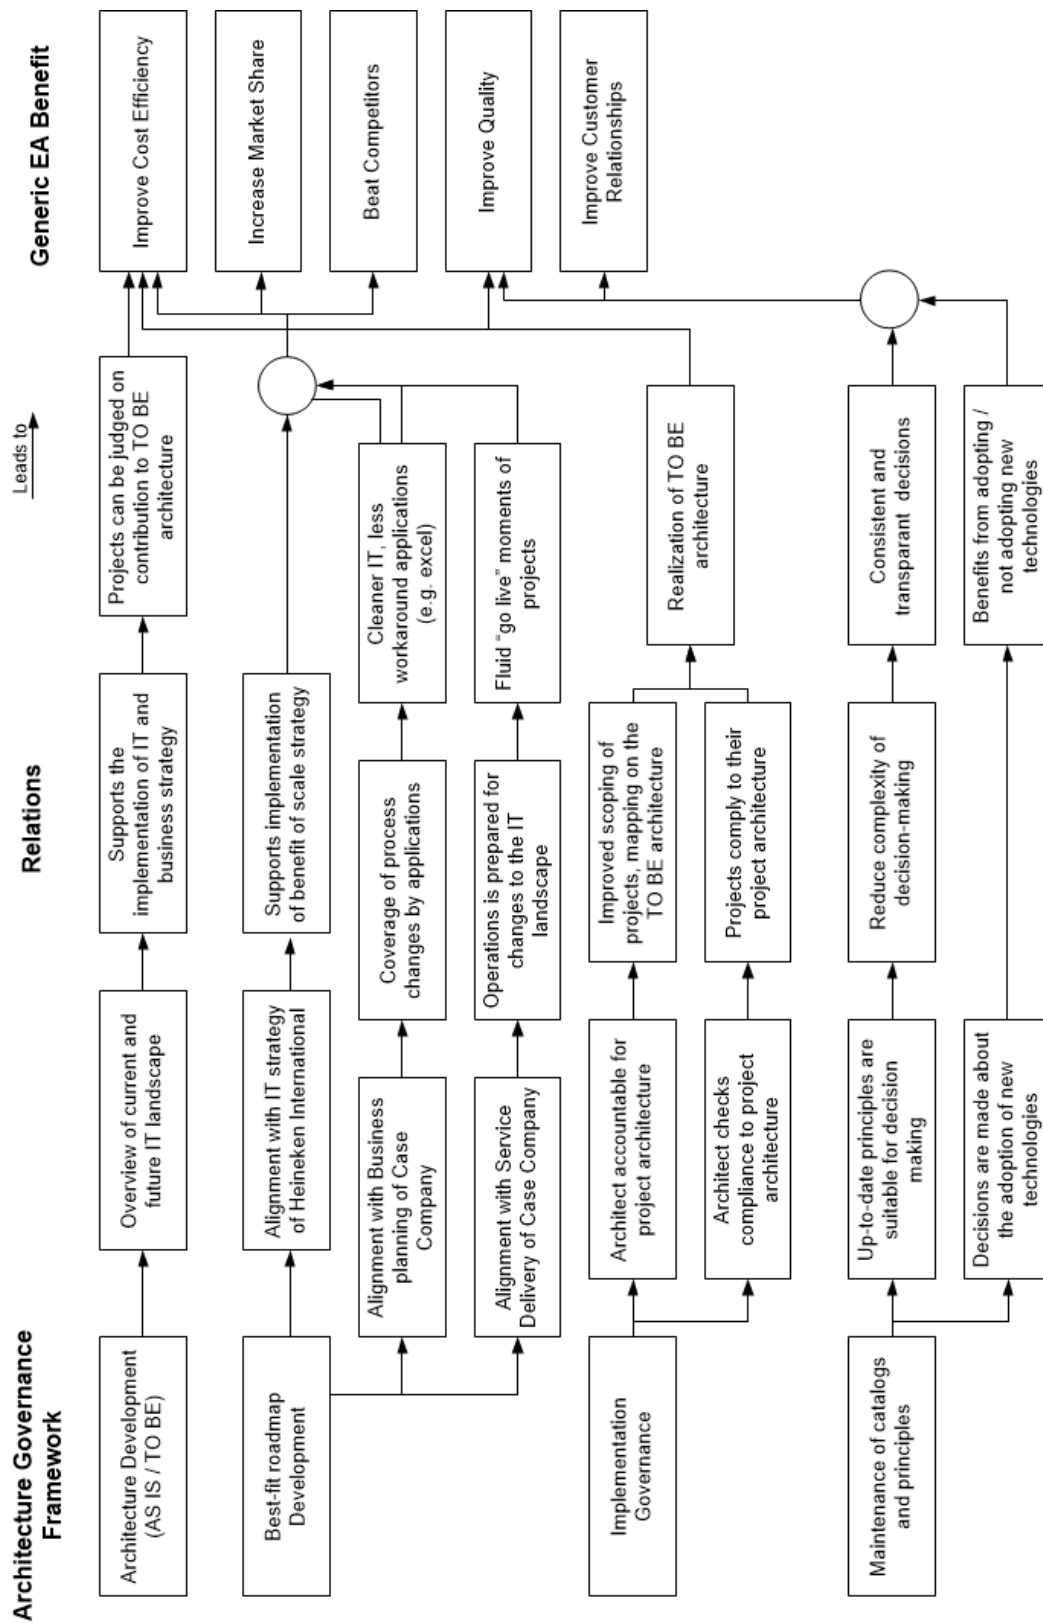 Architecture Governance
Framework
Relations
Leads to
Generic EA Benefit
Architecture Development
(AS IS / TO BE)
Overview of current and
future IT landscape
Supports the
implementation of IT and
business strategy
Projects can be judged on
contribution to TO BE
architecture
Improve Cost Efficiency
Best-fit roadmap
Development
Alignment with IT strategy
of Heineken International
Supports implementation
of benefit of scale strategy
Increase Market Share
Alignment with Business
planning of Case
Company
Coverage of process
changes by applications
Cleaner IT, less
workaround applications
(e.g. excel)
Beat Competitors
Alignment with Service
Delivery of Case Company
Operations is prepared for
changes to the IT
landscape
Fluid “go live” moments of
projects
Improve Quality
Implementation
Governance
Architect accountable for
project architecture
Improved scoping of
projects, mapping on the
TO BE architecture
Realization of TO BE
architecture
Improve Customer
Relationships
Architect checks
compliance to project
architecture
Projects comply to their
project architecture
Maintenance of catalogs
and principles
Up-to-date principles are
suitable for decision
making
Reduce complexity of
decision-making
Consistent and
transparant decisions
Decisions are made about
the adoption of new
technologies
Benefits from adopting /
not adopting new
technologies